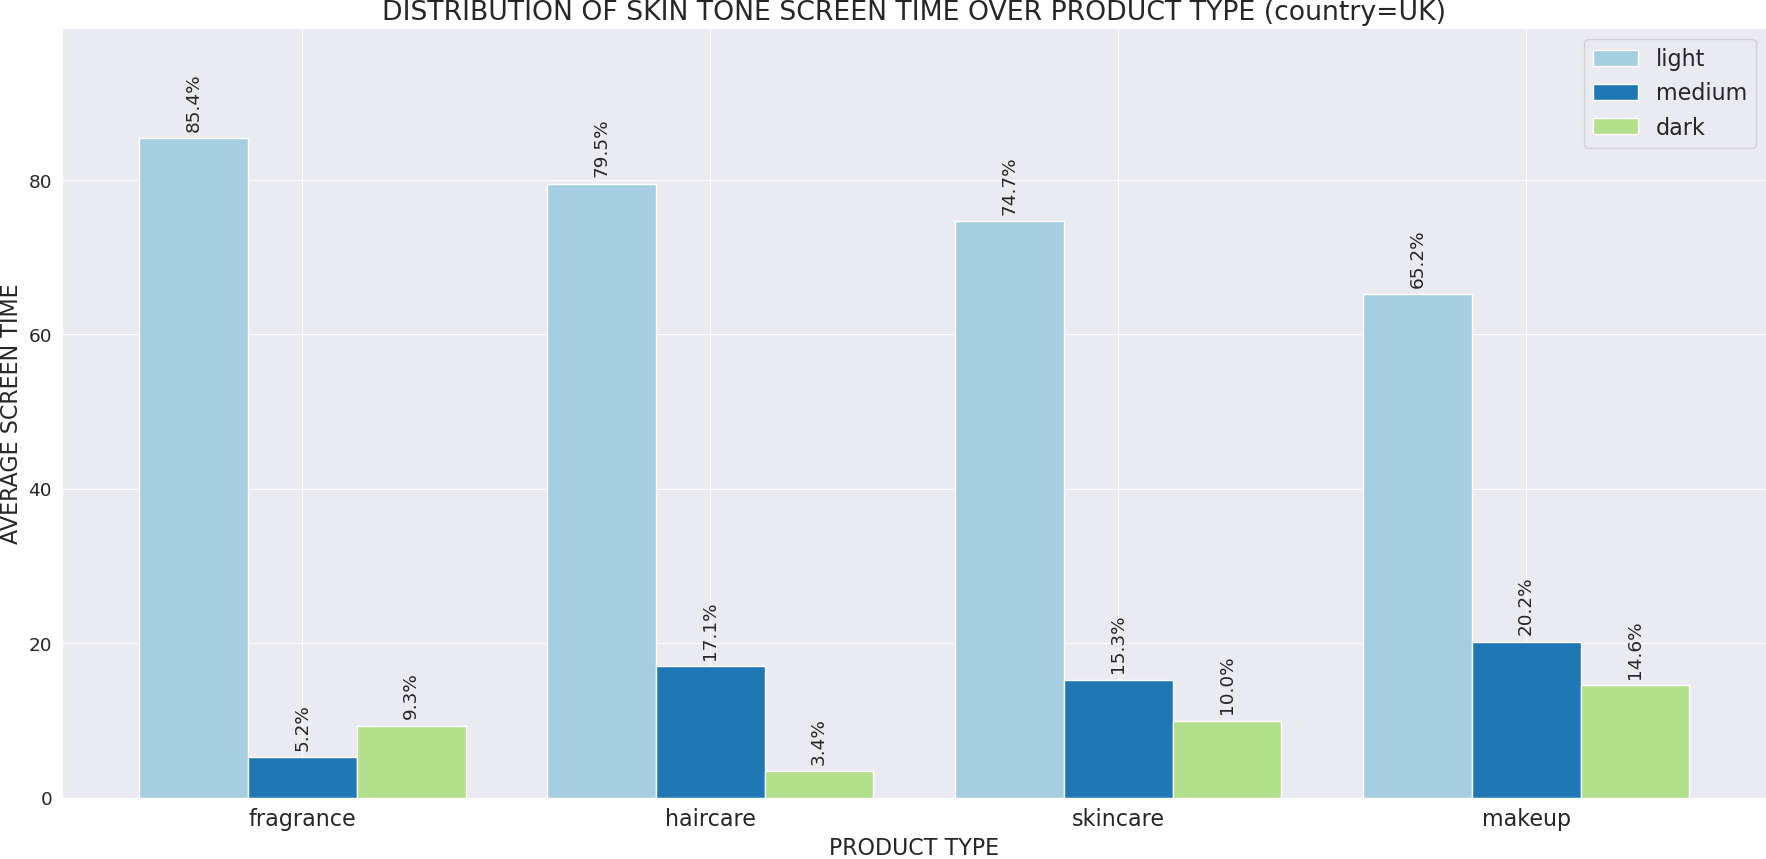 DISTRIBUTION OF SKIN TONE SCREEN TIME OVER PRODUCT TYPE (country=UK)
light
medium
dark
85.4%
79.5%
74.7%
65.2%
5.2%
9.3%
17.1%
3.4%
15.3%
10.0%
20.2%
14.6%
80
60
40
20
0
AVERAGE SCREEN TIME
fragrance haircare skincare makeup
PRODUCT TYPE